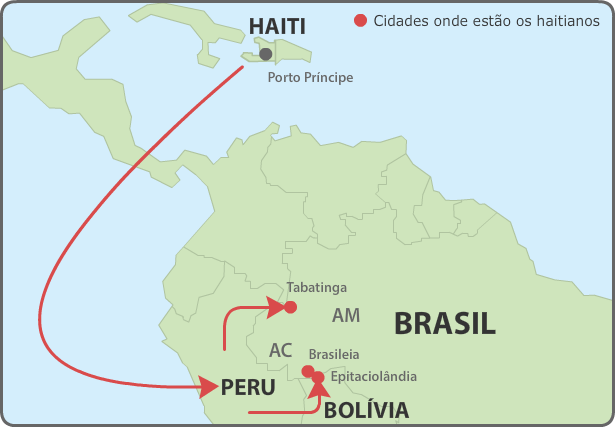 HAITI
Cidades onde estão os haitianos
Porto Príncipe
Tabatinga
AM
BRASIL
AC
Brasileia
Epitaciolândia
PERU
BOLÍVIA